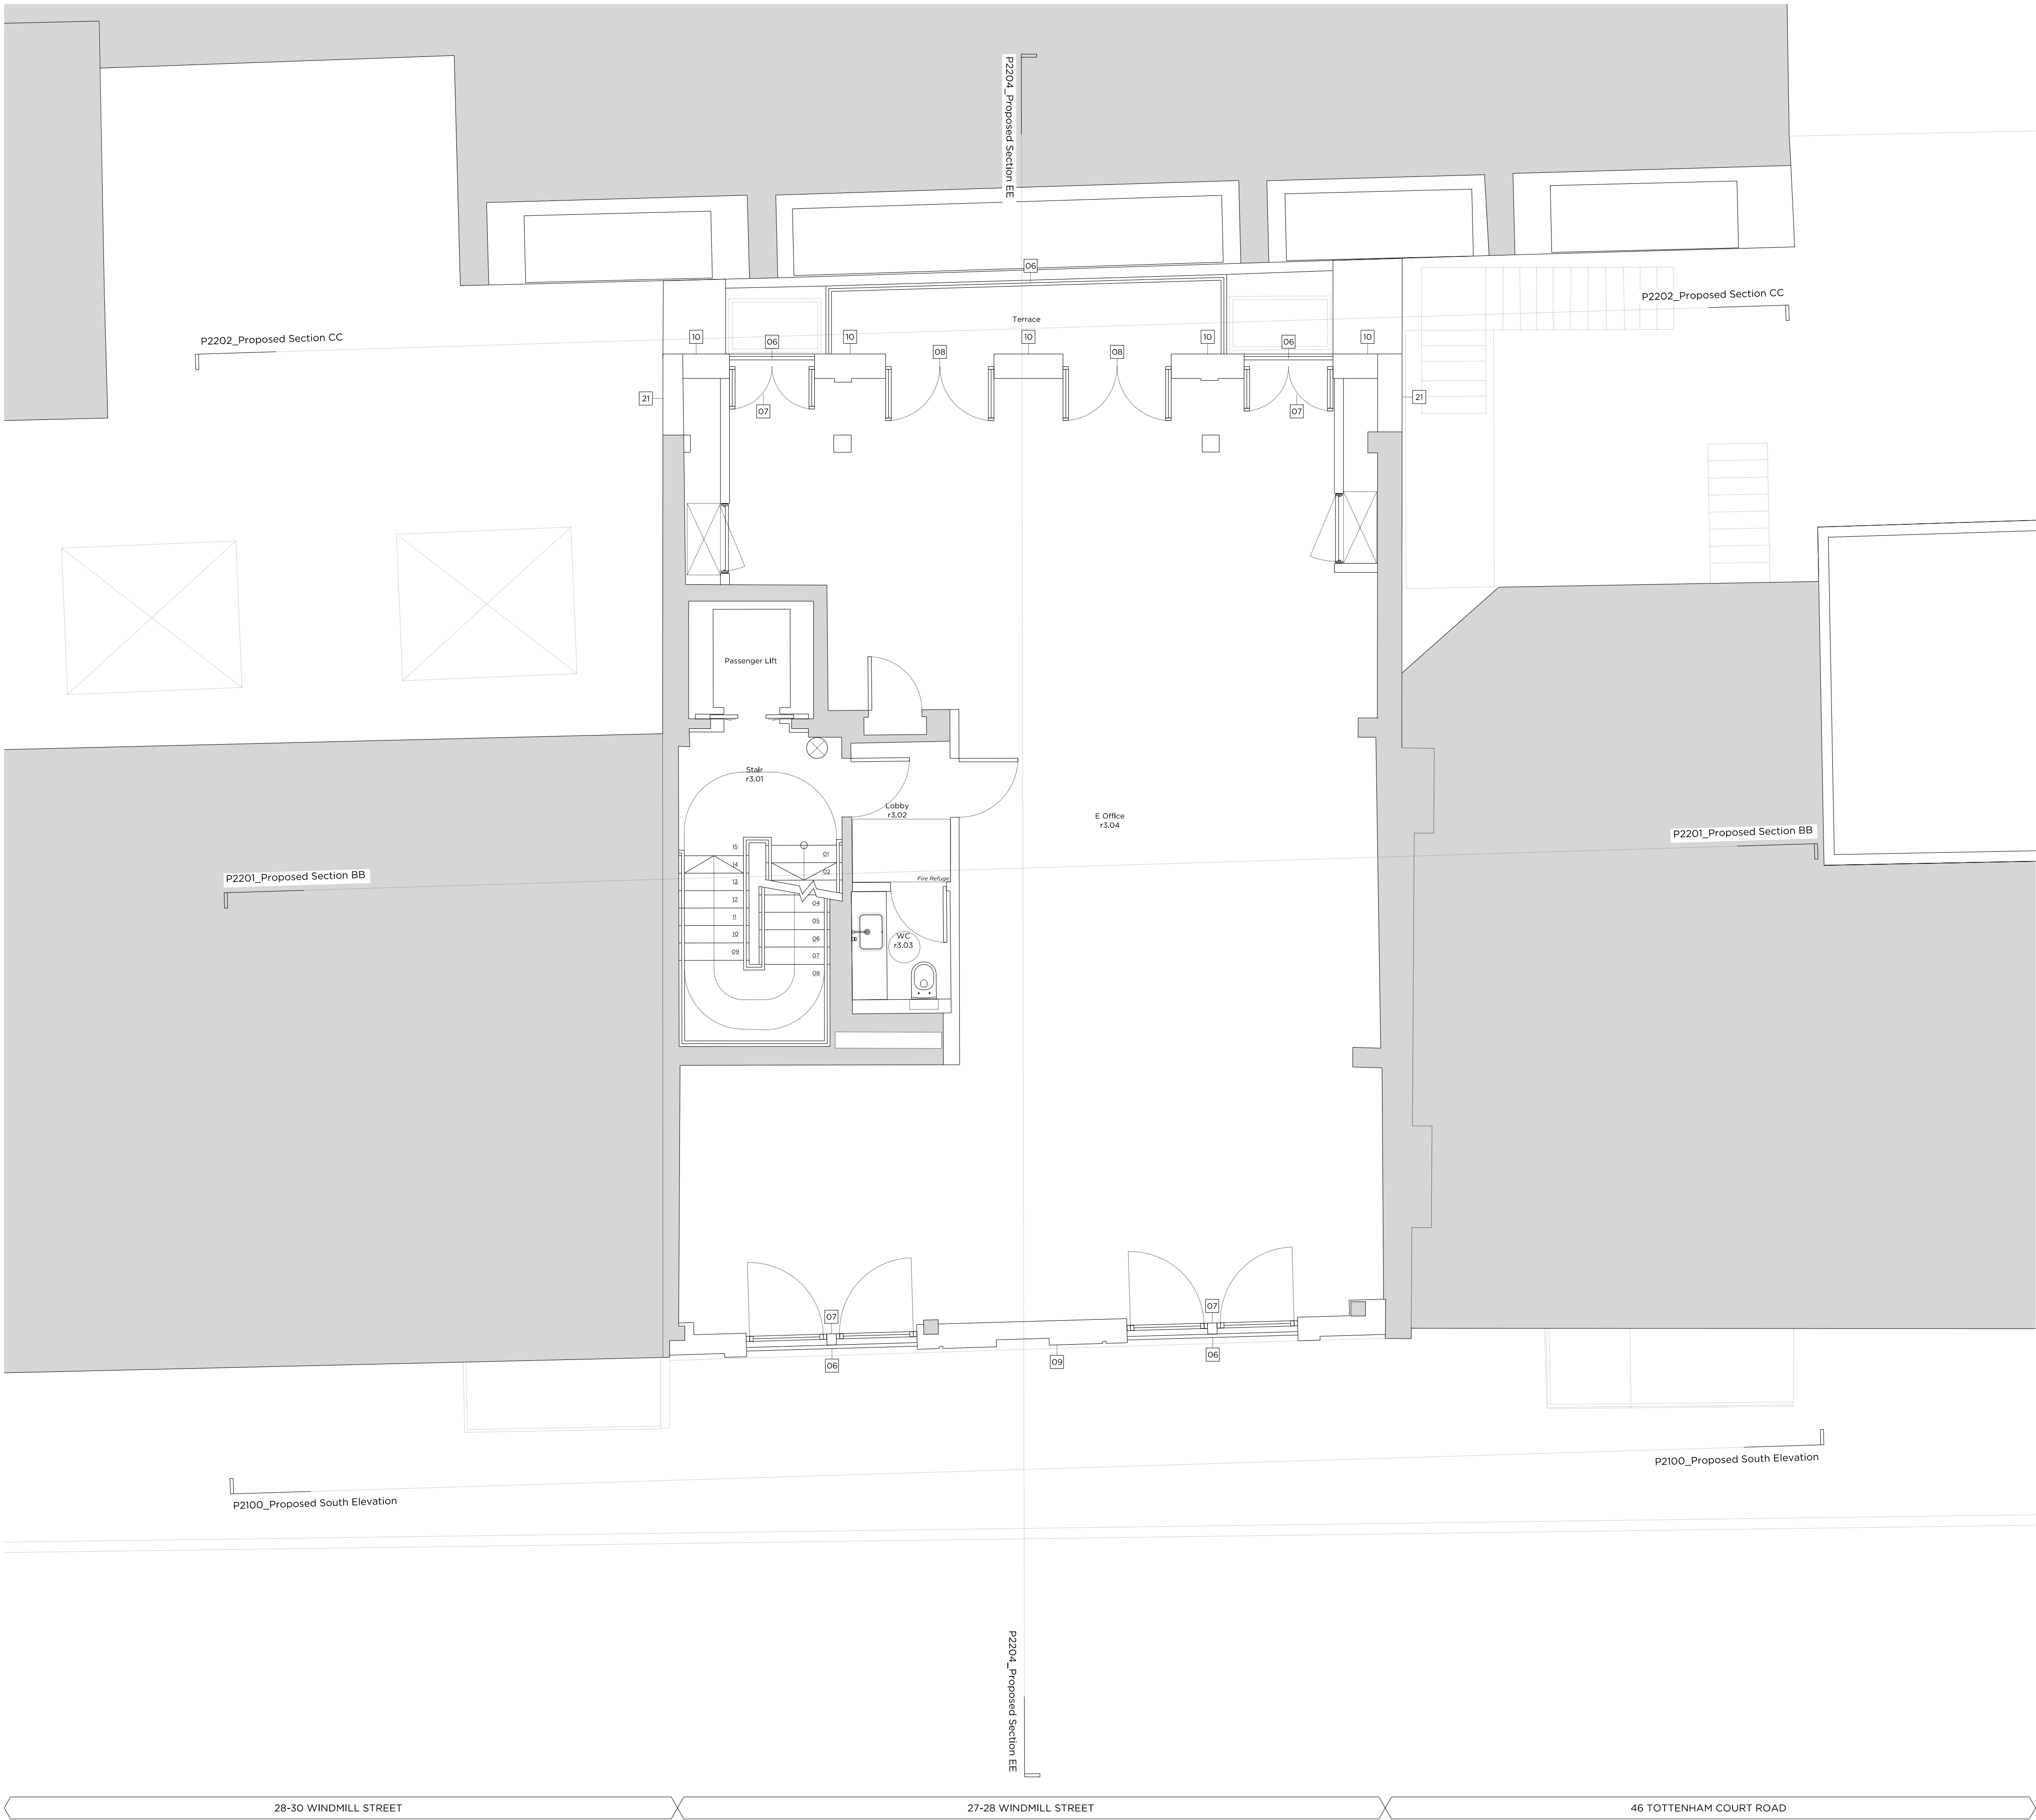 P2204_Proposed Section EE
06
P2202_Proposed Section CC
Terrace
P2202_Proposed Section CC
10
06
10
08
10
08
10
06
10
21
07
07
21
Passenger Lift
Stair
r3.01
Lobby
r3.02
E Office
r3.04
P2201_Proposed Section BB
15
14
13
12
11
10
09
01
02
04
05
06
07
08
Fire Refuge
WC
r3.03
P2201_Proposed Section BB
07
07
06
09
06
P2100_Proposed South Elevation
P2100_Proposed South Elevation
P2204_Proposed Section EE
28-30 WINDMILL STREET
27-28 WINDMILL STREET
46 TOTTENHAM COURT ROAD